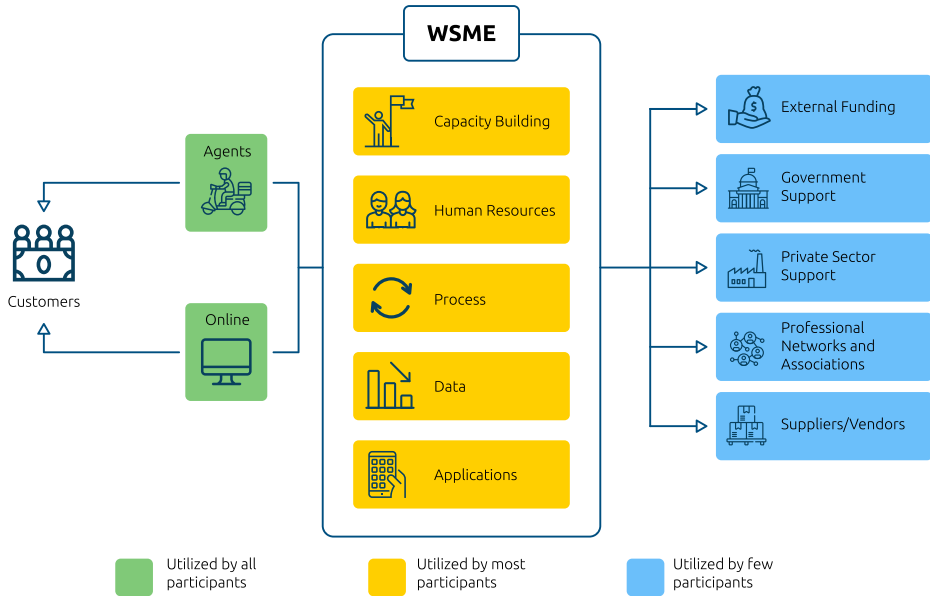 WSME
Agents
Online
Customers
Capacity Building
Human Resources
Process
Data
Applications
External Funding
Government
Support
Private Sector
Support
Professional
Networks and
Associations
Suppliers/Vendors
Utilized by all
participants
Utilized by most
participants
Utilized by few
participants